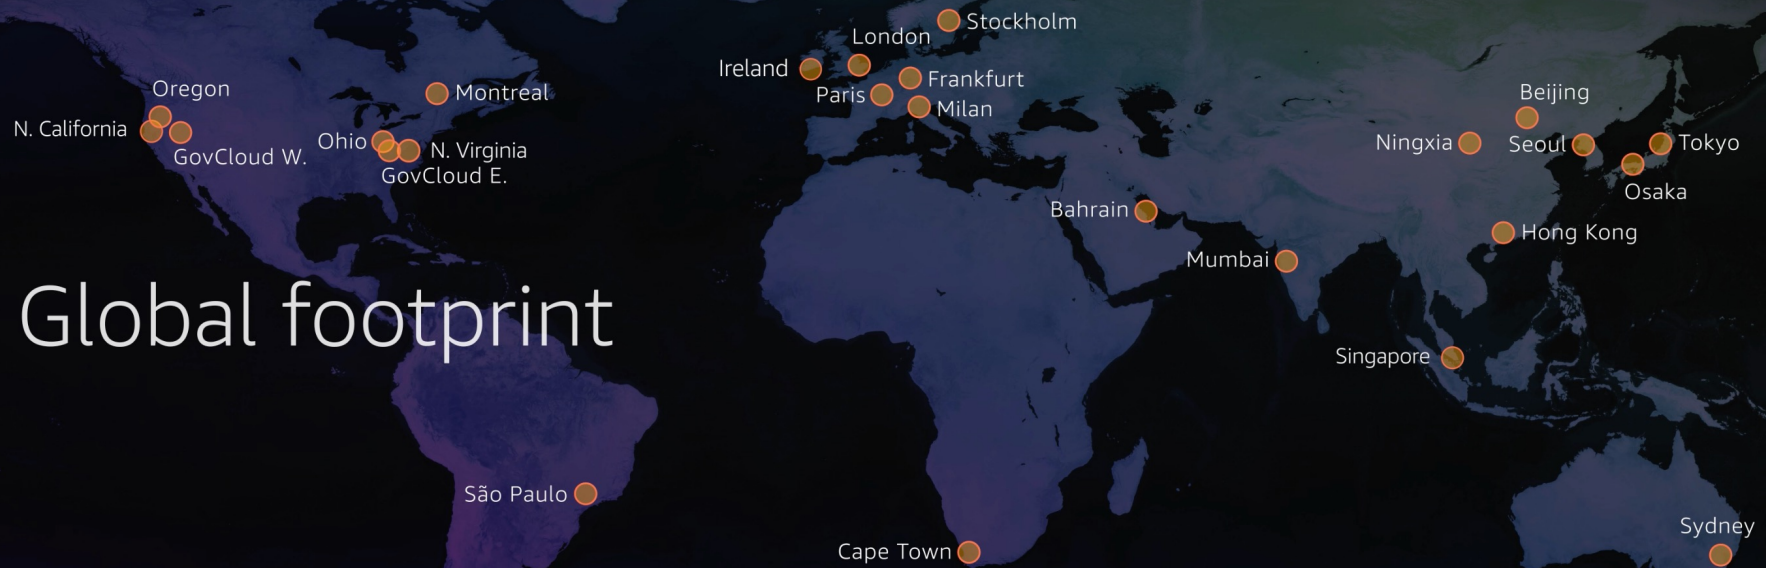 Stockholm
London
Ireland
Frankfurt
Oregon
Montreal
Paris
Milan
Beijing
N. California
Ohio
N. Virginia
Ningxia
Seoul
Tokyo
GovCloud W.
GovCloud E.
Osaka
Bahrain
Hong Kong
Mumbai
Global footprint
Singapore
São Paulo
Sydney
Cape Town